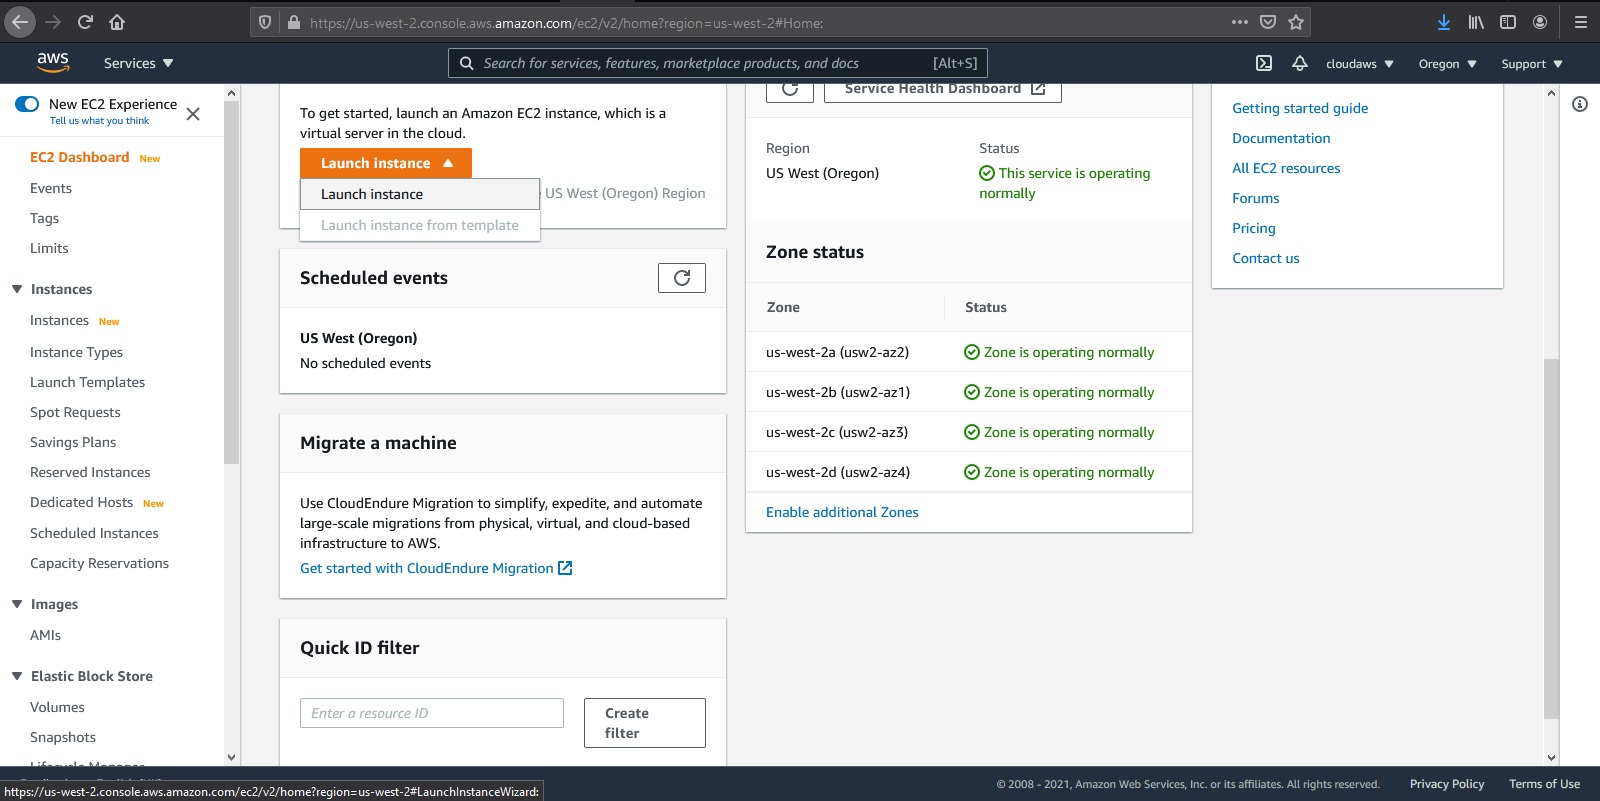 https://us-west-2.console.aws.amazon.com/ec2/v2/home?region=us-west-2#Home:
aws
Services
Search for services, features, marketplace products, and docs
[Alt+S]
cloudaws
Oregon
Support
New EC2 Experience
Tell us what you think
EC2 Dashboard New
Events
Tags
Limits
Instances
Instances New
Instance Types
Launch Templates
Spot Requests
Savings Plans
Reserved Instances
Dedicated Hosts New
Scheduled Instances
Capacity Reservations
Images
AMIs
Elastic Block Store
Volumes
Snapshots
Lifecycle Manager
To get started, launch an Amazon EC2 instance, which is a
virtual server in the cloud.
Launch instance
Launch instance
US West (Oregon) Region
Launch instance from template
Scheduled events
US West (Oregon)
No scheduled events
Migrate a machine
Use CloudEndure Migration to simplify, expedite, and automate
large-scale migrations from physical, virtual, and cloud-based
infrastructure to AWS.
Get started with CloudEndure Migration
Quick ID filter
Enter a resource ID
Create
filter
Service Health Dashboard
Region
Status
US West (Oregon)
This service is operating
normally
Zone status
Zone
Status
us-west-2a (usw2-az2)
Zone is operating normally
us-west-2b (usw2-az1)
Zone is operating normally
us-west-2c (usw2-az3)
Zone is operating normally
us-west-2d (usw2-az4)
Zone is operating normally
Enable additional Zones
Getting started guide
Documentation
All EC2 resources
Forums
Pricing
Contact us
© 2008 - 2021, Amazon Web Services, Inc. or its affiliates. All rights reserved.
Privacy Policy
Terms of Use
https://us-west-2.console.aws.amazon.com/ec2/v2/home?region=us-west-2#LaunchInstanceWizard: